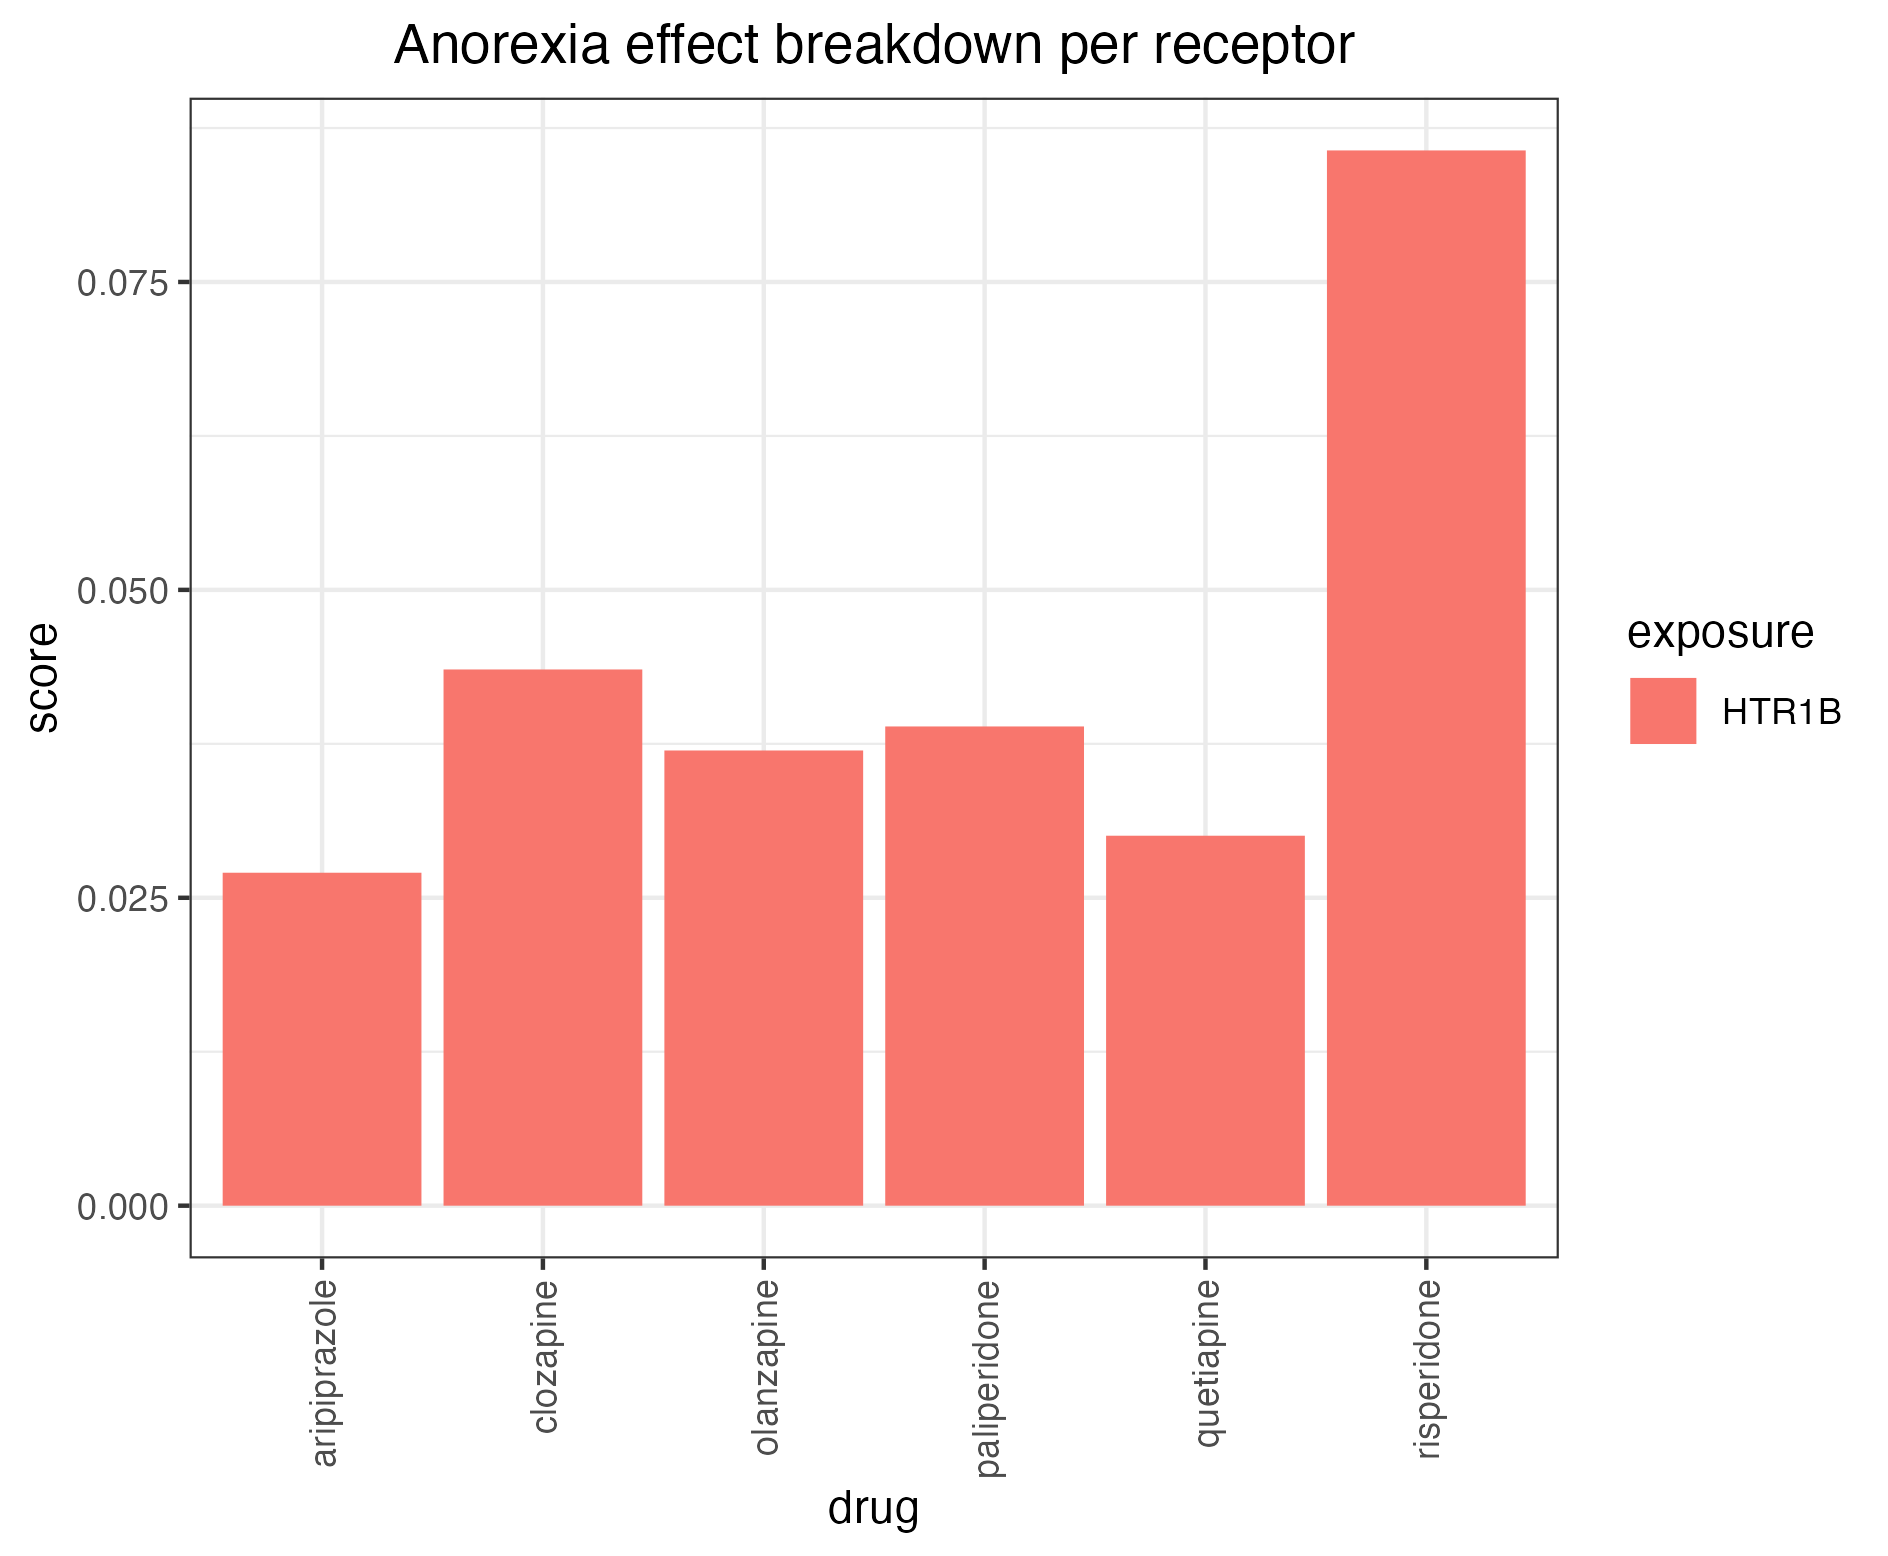 Anorexia effect breakdown per receptor
score
0.075
0.050
0.025
0.000
aripiprazole
clozapine
olanzapine
paliperidone
quetiapine
risperidone
drug
exposure
HTR1B